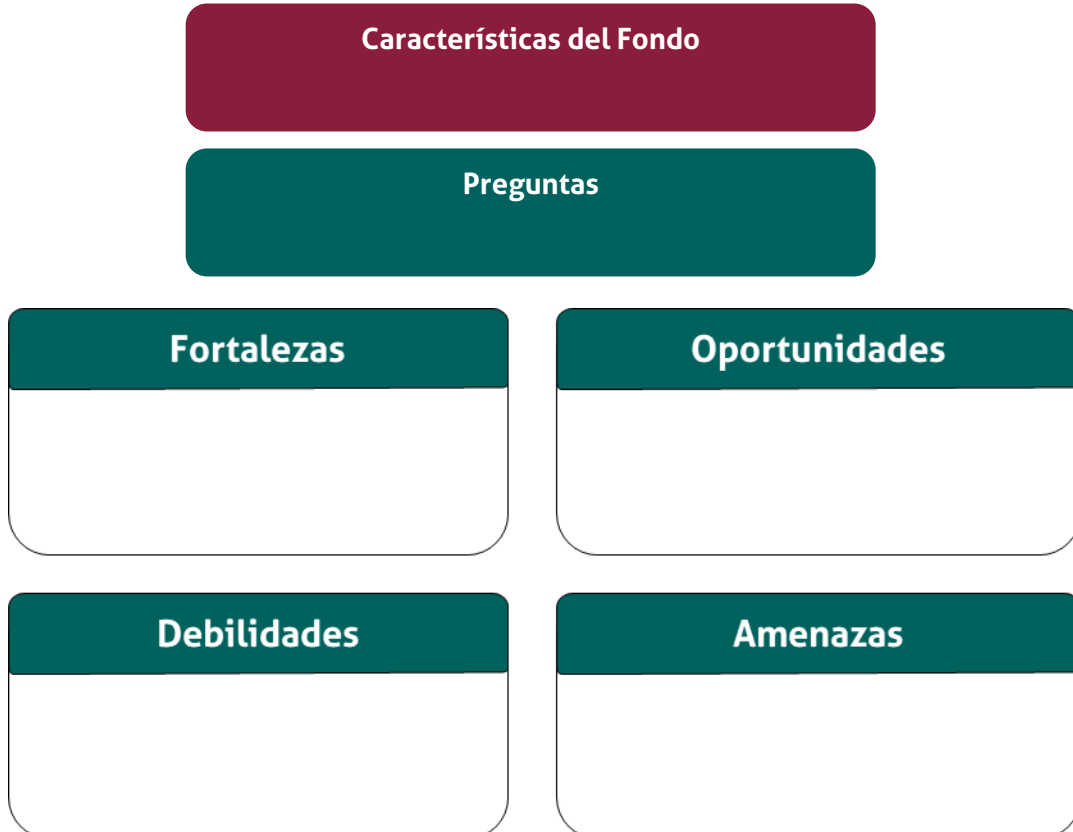 Características del Fondo
Preguntas
Fortalezas
Oportunidades
Debilidades
Amenazas